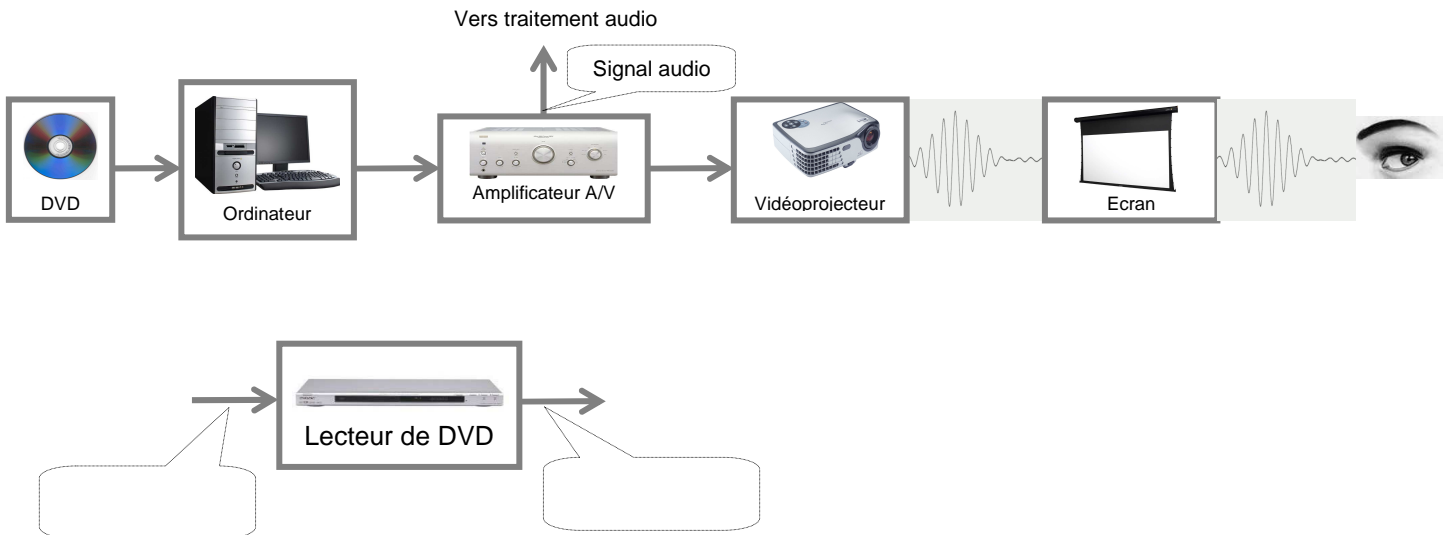 Vers traitement audio
Signal audio
DVD
Ordinateur
Amplificateur A/V
Vidéoprojecteur
Ecran
Lecteur de DVD